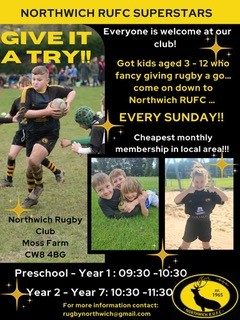 NORTHWICH RUFC SUPERSTARS
GIVE IT
A TRY!!
Everyone is welcome at our
club!
Got kids aged 3 - 12 who
fancy giving rugby a go...
come on down to
Northwich RUFC ...
EVERY SUNDAY!!
Cheapest monthly
membership in local area!!!
Northwich Rugby
Club
Moss Farm
CW8 4BG
Preschool - Year 1 : 09:30 -10:30
Year 2 - Year 7: 10:30 -11:30
For more information contact:
rugbynorthwich@gmail.com
EST.
1965
NORTHWICH R.U.F.C.